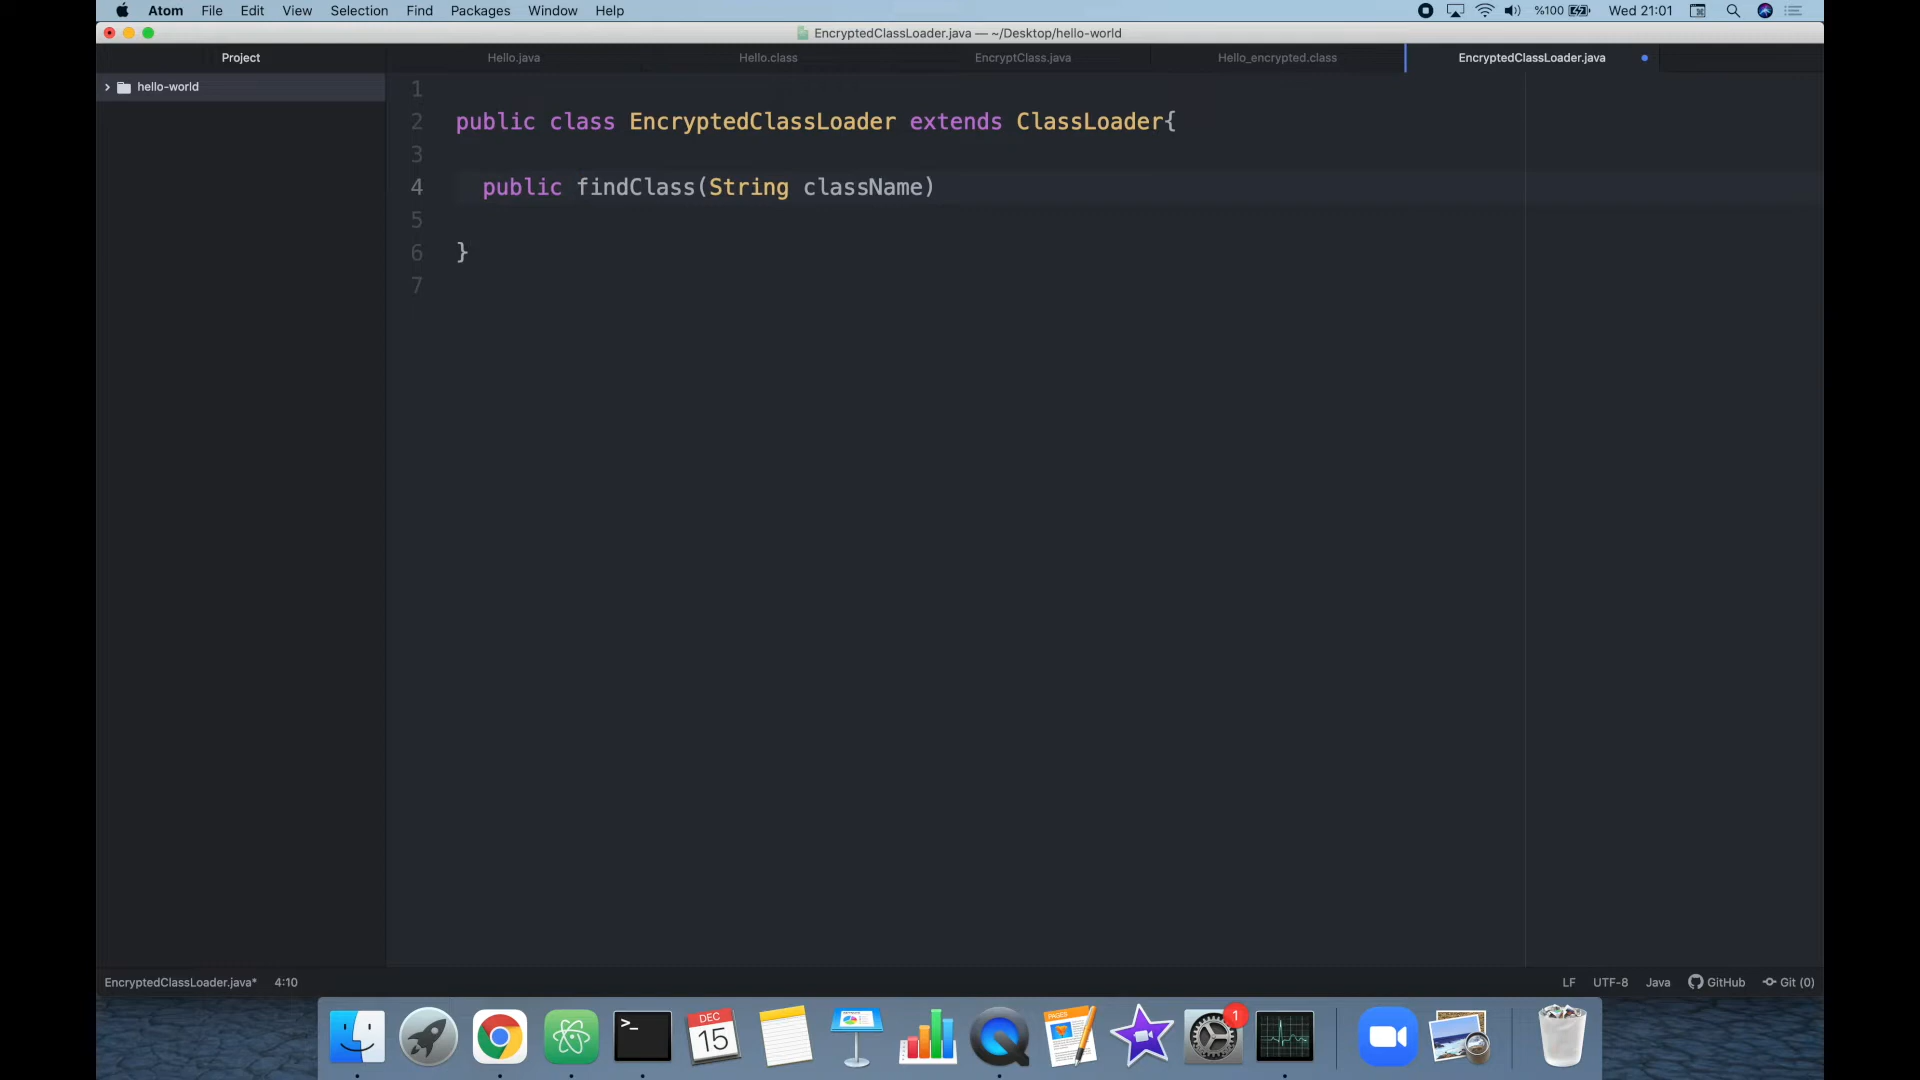 Atom File Edit View Selection Find Packages Window Help %100 Wed 21:01
EncryptedClassLoader.java — ~/Desktop/hello-world
Project Hello.java Hello.class EncryptClass.java Hello_encrypted.class EncryptedClassLoader.java
hello-world
1
2 public class EncryptedClassLoader extends ClassLoader{
3
4 public findClass(String className)
5
6 }
7
EncryptedClassLoader.java* 4:10 LF UTF-8 Java GitHub Git (0)
>_
DEC
15
PAGES
1